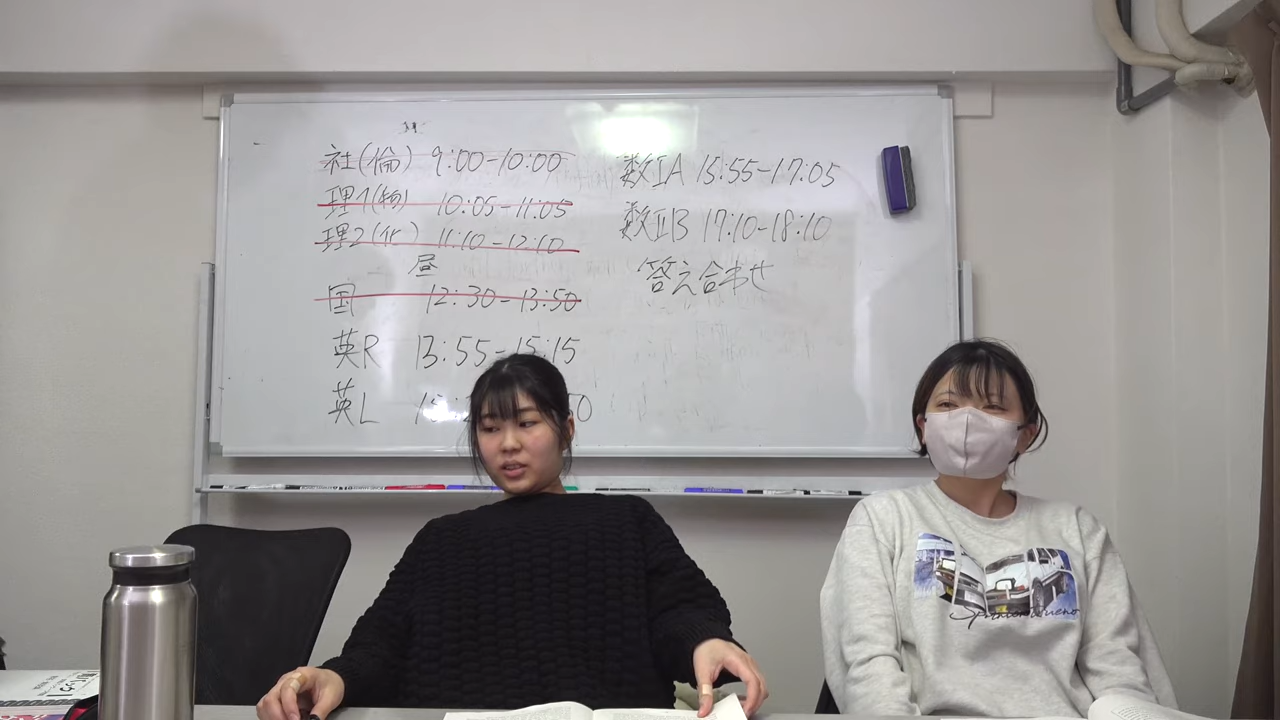 社(倫) 9:00-10:00
理1(物) 10:05-11:05
理2(化) 11:10-12:10
昼
国 12:30-13:50
英R 13:55-15:15
英L
数ⅠA 15:55-17:05
数ⅡB 17:10-18:10
答え合わせ